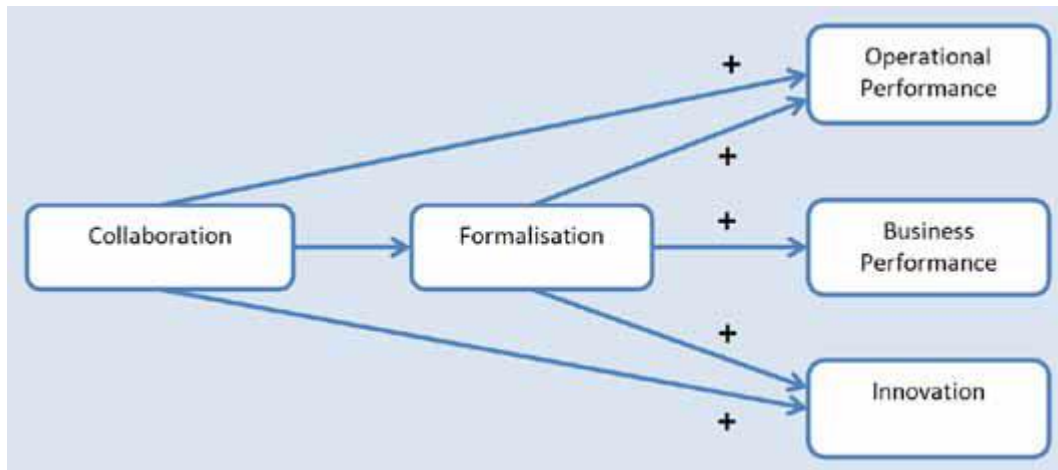 +
Operational
Performance
+
Collaboration
Formalisation
+
Business
Performance
+
Innovation
+